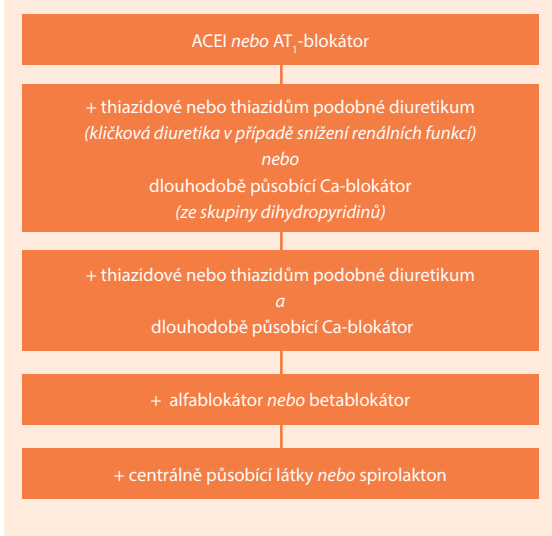 ACEI nebo AT₁-blokátor
+ thiazidové nebo thiazidům podobné diuretikum
(kličková diuretika v případě snížení renálních funkcí)
nebo
dlouhodobě působící Ca-blokátor
(ze skupiny dihydropyridinů)
+ thiazidové nebo thiazidům podobné diuretikum
a
dlouhodobě působící Ca-blokátor
+ alfablokátor nebo betablokátor
+ centrálně působící látky nebo spirolakton